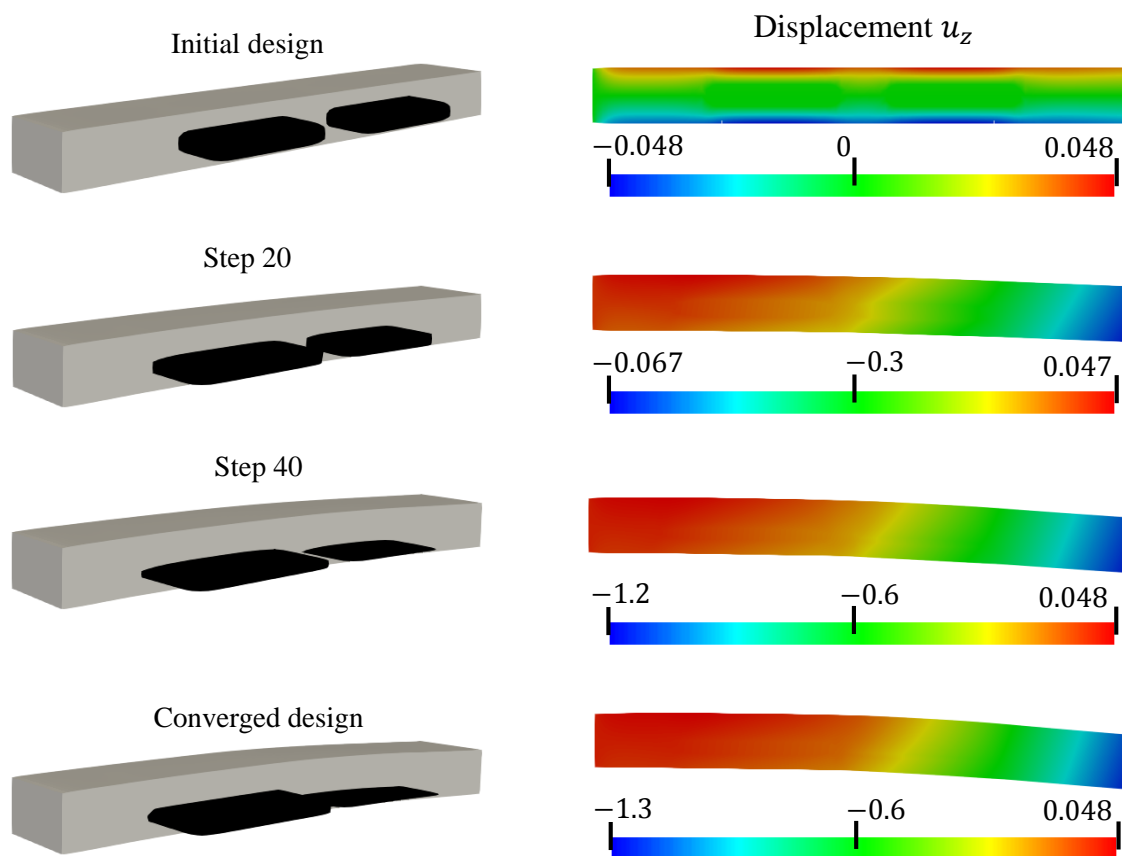 Initial design
Displacement u_z
−0.048 0 0.048
Step 20
−0.067 −0.3 0.047
Step 40
−1.2 −0.6 0.048
Converged design
−1.3 −0.6 0.048